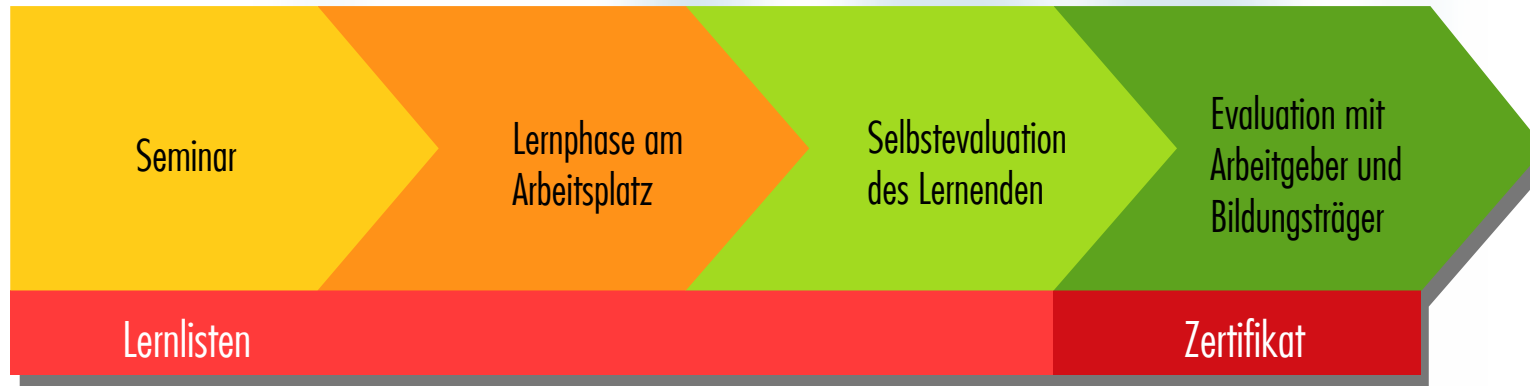 Seminar
Lernphase am
Arbeitsplatz
Selbstevaluation
des Lernenden
Evaluation mit
Arbeitgeber und
Bildungsträger
Lernlisten
Zertifikat